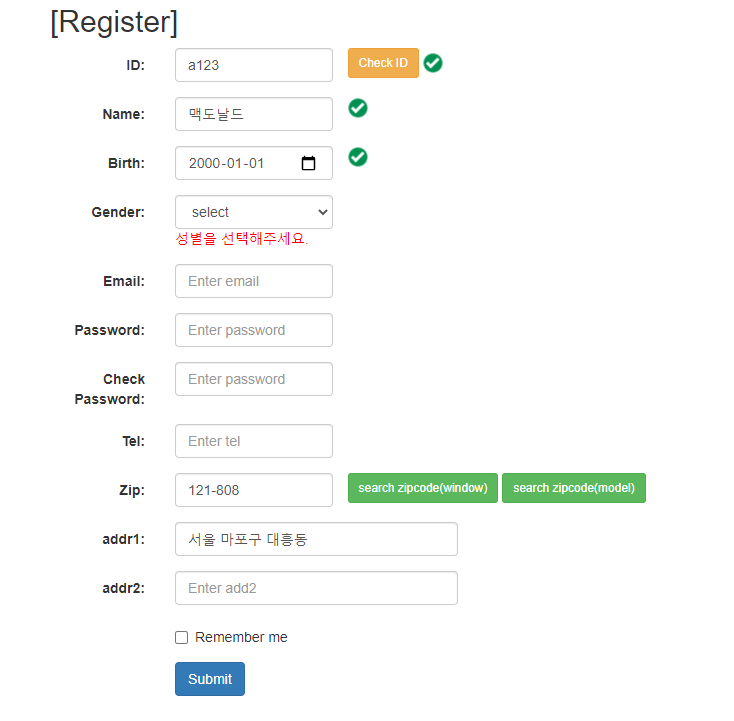 [Register]
ID: a123 Check ID
Name: 맥도날드
Birth: 2000-01-01
Gender: select
성별을 선택해주세요.
Email: Enter email
Password: Enter password
Check Enter password
Password:
Tel: Enter tel
Zip: 121-808 search zipcode(window) search zipcode(model)
addr1: 서울 마포구 대흥동
addr2: Enter add2
Remember me
Submit